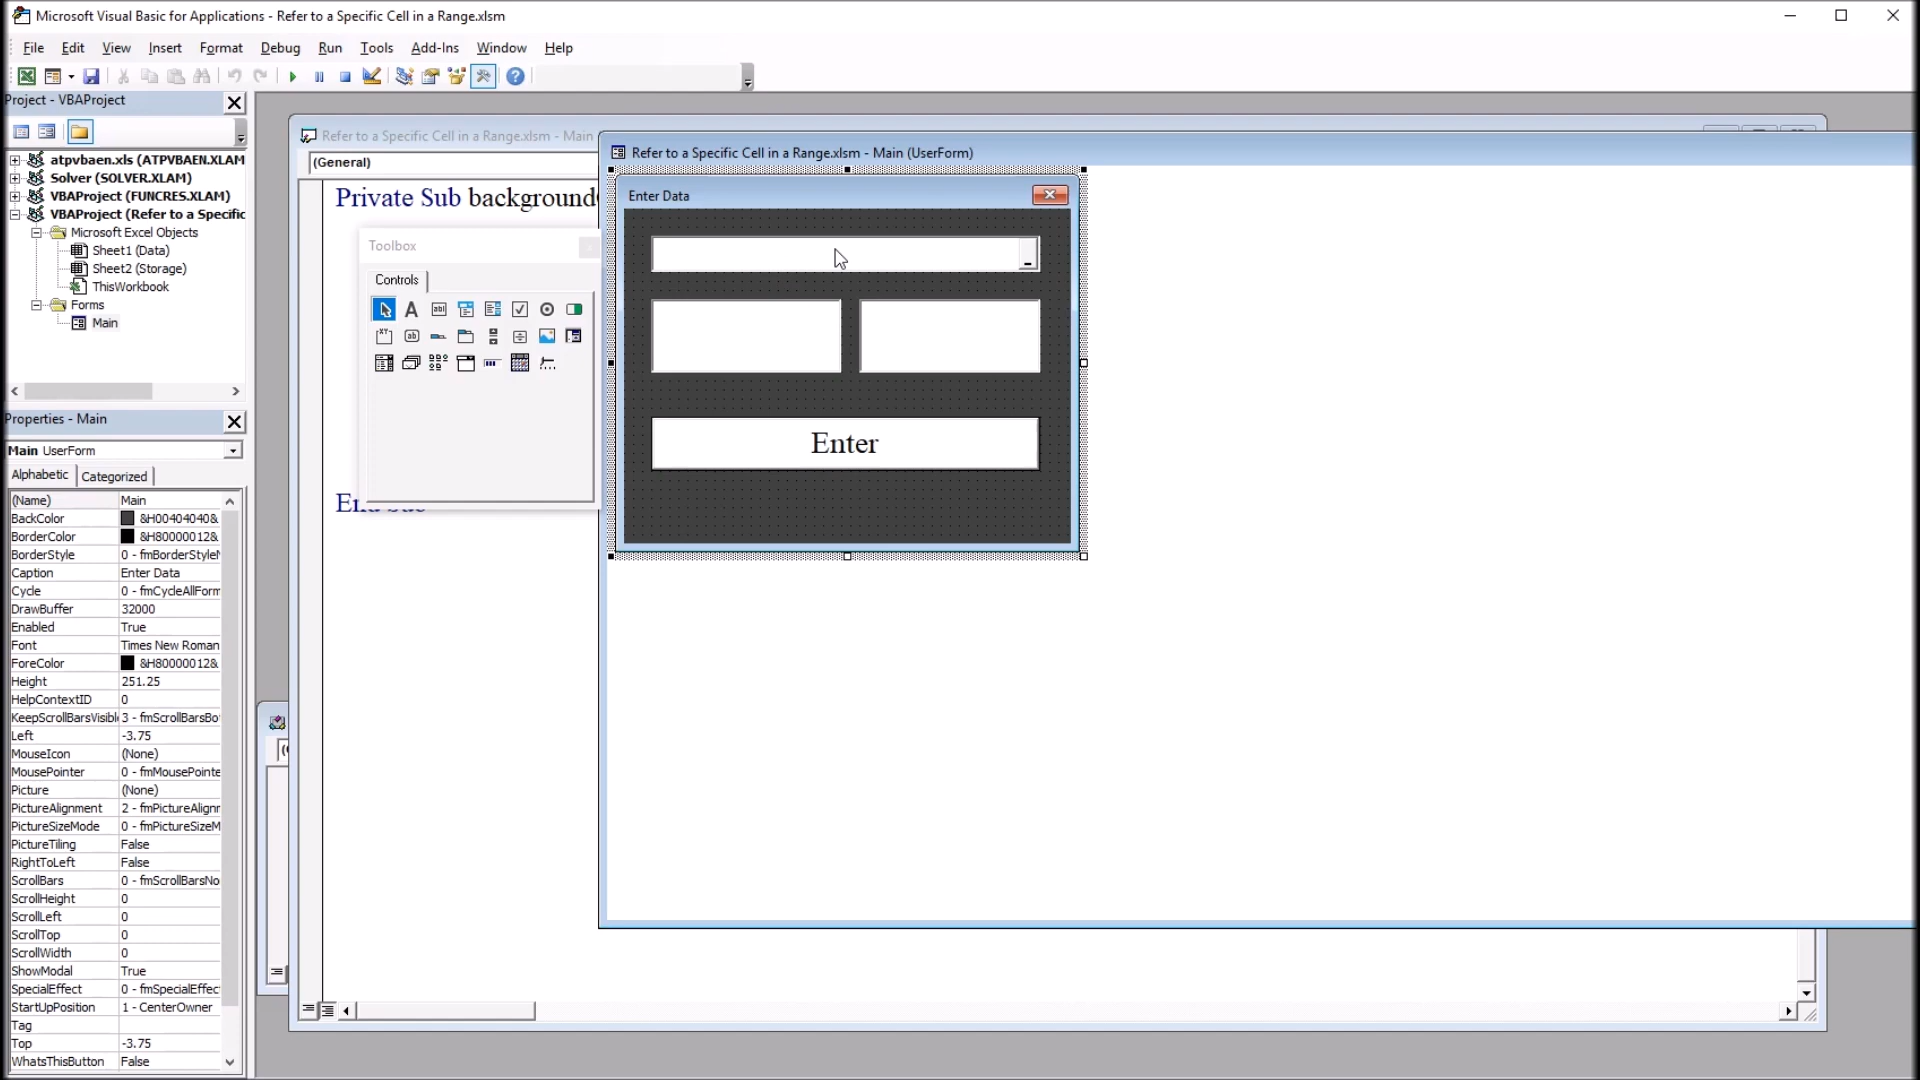 Microsoft Visual Basic for Applications - Refer to a Specific Cell in a Range.xlsm
File Edit View Insert Format Debug Run Tools Add-Ins Window Help
Project - VBAProject
atpvbaen.xls (ATPVBAEN.XLAM
Solver (SOLVER.XLAM)
VBAProject (FUNCRES.XLAM)
VBAProject (Refer to a Specific
Microsoft Excel Objects
Sheet1 (Data)
Sheet2 (Storage)
ThisWorkbook
Forms
Main
Properties - Main
Main UserForm
Alphabetic Categorized
(Name) Main
BackColor &H00404040&
BorderColor &H80000012&
BorderStyle 0 - fmBorderStyle
Caption Enter Data
Cycle 0 - fmCycleAllForm
DrawBuffer 32000
Enabled True
Font Times New Roman
ForeColor &H80000012&
Height 251.25
HelpContextID 0
KeepScrollBarsVisible 3 - fmScrollBarsBo
Left -3.75
MouseIcon (None)
MousePointer 0 - fmMousePointe
Picture (None)
PictureAlignment 2 - fmPictureAlignr
PictureSizeMode 0 - fmPictureSizeM
PictureTiling False
RightToLeft False
ScrollBars 0 - fmScrollBarsNo
ScrollHeight 0
ScrollLeft 0
ScrollTop 0
ScrollWidth 0
ShowModal True
SpecialEffect 0 - fmSpecialEffec
StartUpPosition 1 - CenterOwner
Tag
Top -3.75
WhatsThisButton False
Refer to a Specific Cell in a Range.xlsm - Main
(General)
Private Sub background
End Sub
Toolbox
Controls
Refer to a Specific Cell in a Range.xlsm - Main (UserForm)
Enter Data
Enter